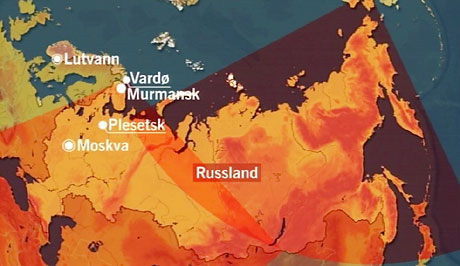 Lutvann
Vardø
Murmansk
Plesetsk
Moskva
Russland